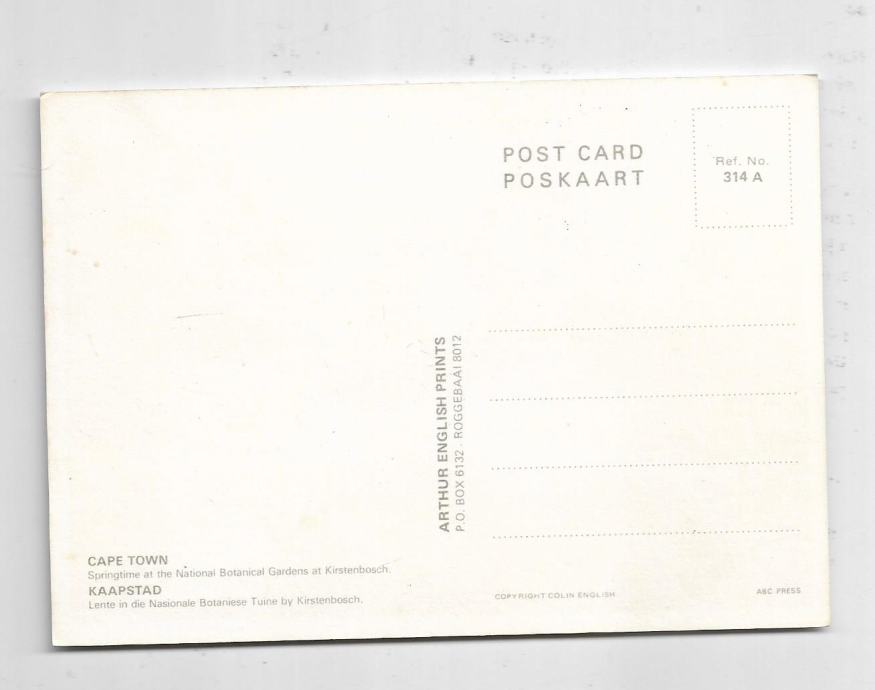 POST CARD
POSKAART
Ref. No.
314 A
ARTHUR ENGLISH PRINTS
P.O. BOX 6132 . ROGGEBAAI 8012
CAPE TOWN
Springtime at the National Botanical Gardens at Kirstenbosch.
KAAPSTAD
Lente in die Nasionale Botaniese Tuine by Kirstenbosch.
COPYRIGHT COLIN ENGLISH
ABC PRESS